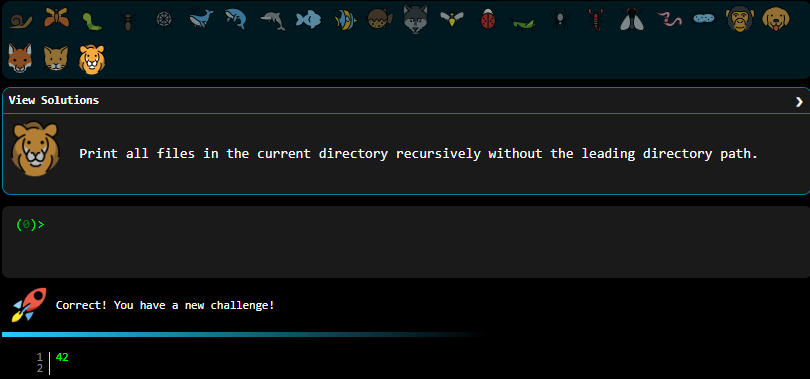 View Solutions ❯
Print all files in the current directory recursively without the leading directory path.
(0)>
Correct! You have a new challenge!
1 42
2